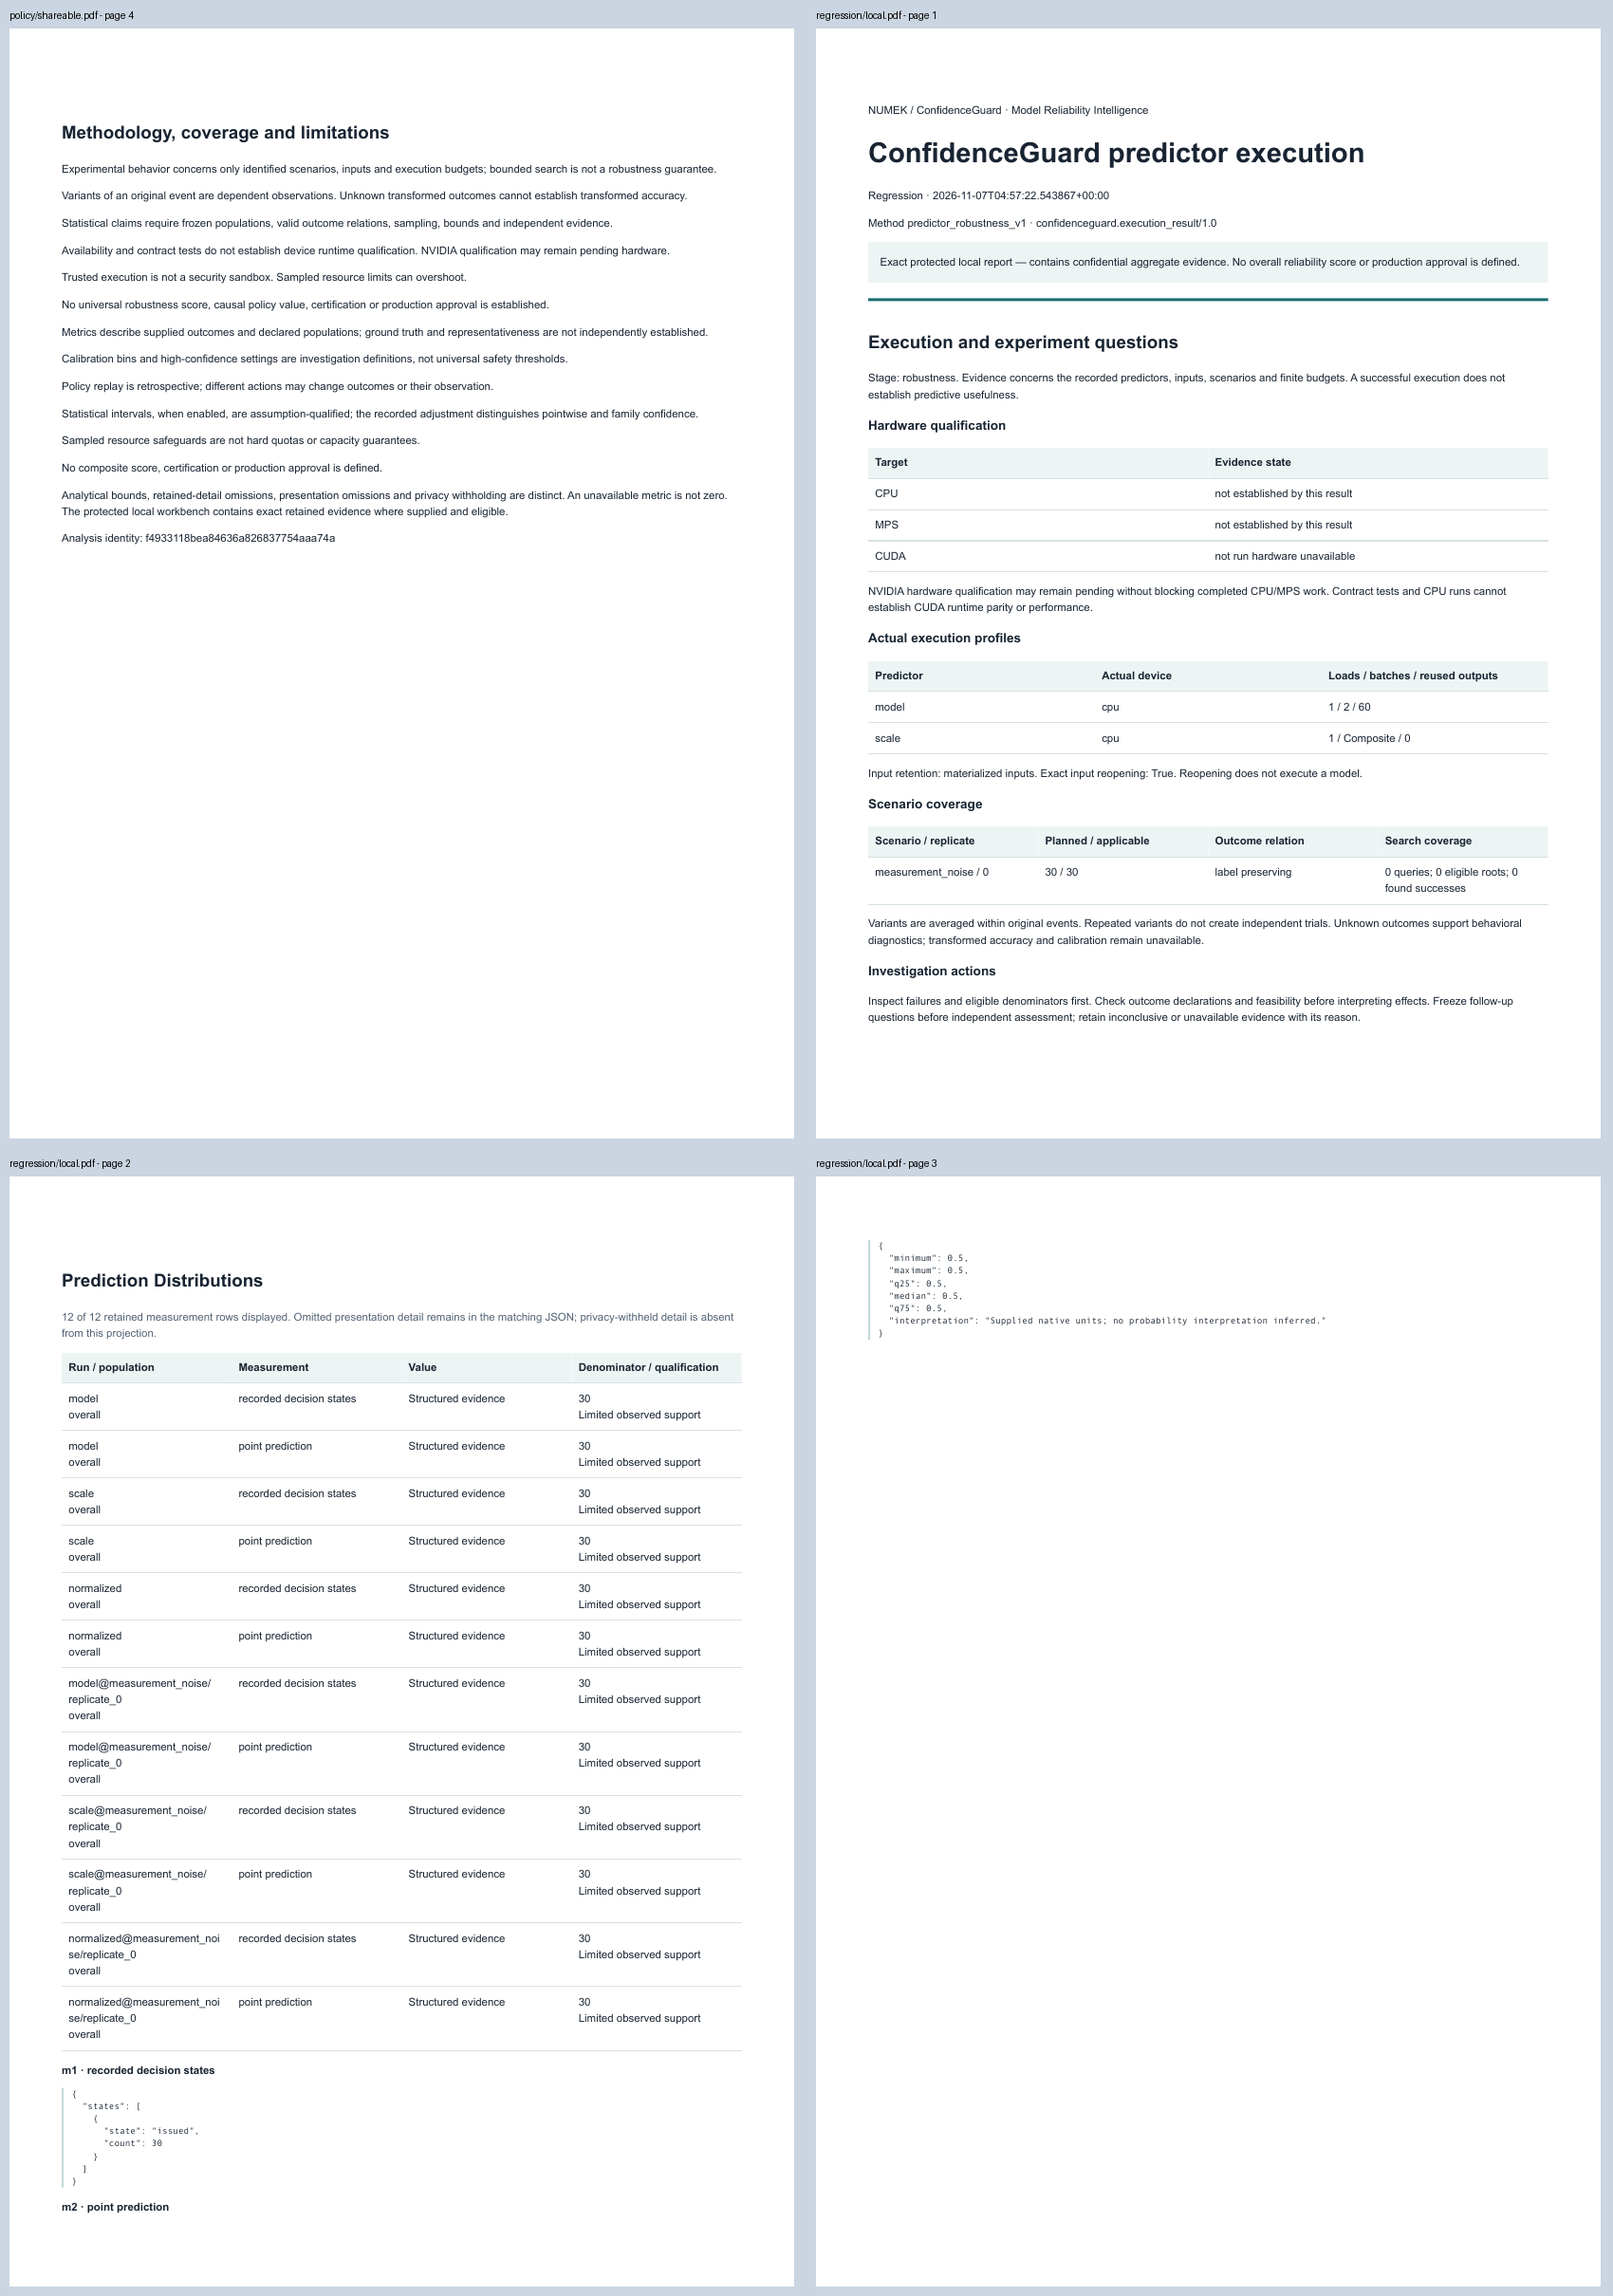 policy/shareable.pdf - page 4
Methodology, coverage and limitations
Experimental behavior concerns only identified scenarios, inputs and execution budgets; bounded search is not a robustness guarantee.
Variants of an original event are dependent observations. Unknown transformed outcomes cannot establish transformed accuracy.
Statistical claims require frozen populations, valid outcome relations, sampling, bounds and independent evidence.
Availability and contract tests do not establish device runtime qualification. NVIDIA qualification may remain pending hardware.
Trusted execution is not a security sandbox. Sampled resource limits can overshoot.
No universal robustness score, causal policy value, certification or production approval is established.
Metrics describe supplied outcomes and declared populations; ground truth and representativeness are not independently established.
Calibration bins and high-confidence settings are investigation definitions, not universal safety thresholds.
Policy replay is retrospective; different actions may change outcomes or their observation.
Statistical intervals, when enabled, are assumption-qualified; the recorded adjustment distinguishes pointwise and family confidence.
Sampled resource safeguards are not hard quotas or capacity guarantees.
No composite score, certification or production approval is defined.
Analytical bounds, retained-detail omissions, presentation omissions and privacy withholding are distinct. An unavailable metric is not zero.
The protected local workbench contains exact retained evidence where supplied and eligible.
Analysis identity: f4933118bea84636a826837754aaa74a
regression/local.pdf - page 1
NUMEK / ConfidenceGuard · Model Reliability Intelligence
ConfidenceGuard predictor execution
Regression · 2026-11-07T04:57:22.543867+00:00
Method predictor_robustness_v1 · confidenceguard.execution_result/1.0
Exact protected local report — contains confidential aggregate evidence. No overall reliability score or production approval is defined.
Execution and experiment questions
Stage: robustness. Evidence concerns the recorded predictors, inputs, scenarios and finite budgets. A successful execution does not
establish predictive usefulness.
Hardware qualification
Target Evidence state
CPU not established by this result
MPS not established by this result
CUDA not run hardware unavailable
NVIDIA hardware qualification may remain pending without blocking completed CPU/MPS work. Contract tests and CPU runs cannot
establish CUDA runtime parity or performance.
Actual execution profiles
Predictor Actual device Loads / batches / reused outputs
model cpu 1 / 2 / 60
scale cpu 1 / Composite / 0
Input retention: materialized inputs. Exact input reopening: True. Reopening does not execute a model.
Scenario coverage
Scenario / replicate Planned / applicable Outcome relation Search coverage
measurement_noise / 0 30 / 30 label preserving 0 queries; 0 eligible roots; 0
found successes
Variants are averaged within original events. Repeated variants do not create independent trials. Unknown outcomes support behavioral
diagnostics; transformed accuracy and calibration remain unavailable.
Investigation actions
Inspect failures and eligible denominators first. Check outcome declarations and feasibility before interpreting effects. Freeze follow-up
questions before independent assessment; retain inconclusive or unavailable evidence with its reason.
regression/local.pdf - page 2
Prediction Distributions
12 of 12 retained measurement rows displayed. Omitted presentation detail remains in the matching JSON; privacy-withheld detail is absent
from this projection.
Run / population Measurement Value Denominator / qualification
model recorded decision states Structured evidence 30
overall Limited observed support
model point prediction Structured evidence 30
overall Limited observed support
scale recorded decision states Structured evidence 30
overall Limited observed support
scale point prediction Structured evidence 30
overall Limited observed support
normalized recorded decision states Structured evidence 30
overall Limited observed support
normalized point prediction Structured evidence 30
overall Limited observed support
model@measurement_noise/ recorded decision states Structured evidence 30
replicate_0 Limited observed support
overall
model@measurement_noise/ point prediction Structured evidence 30
replicate_0 Limited observed support
overall
scale@measurement_noise/ recorded decision states Structured evidence 30
replicate_0 Limited observed support
overall
scale@measurement_noise/ point prediction Structured evidence 30
replicate_0 Limited observed support
overall
normalized@measurement_noi recorded decision states Structured evidence 30
se/replicate_0 Limited observed support
overall
normalized@measurement_noi point prediction Structured evidence 30
se/replicate_0 Limited observed support
overall
m1 · recorded decision states
{
"states": [
{
"state": "issued",
"count": 30
}
]
}
m2 · point prediction
regression/local.pdf - page 3
{
"minimum": 0.5,
"maximum": 0.5,
"q25": 0.5,
"median": 0.5,
"q75": 0.5,
"interpretation": "Supplied native units; no probability interpretation inferred."
}